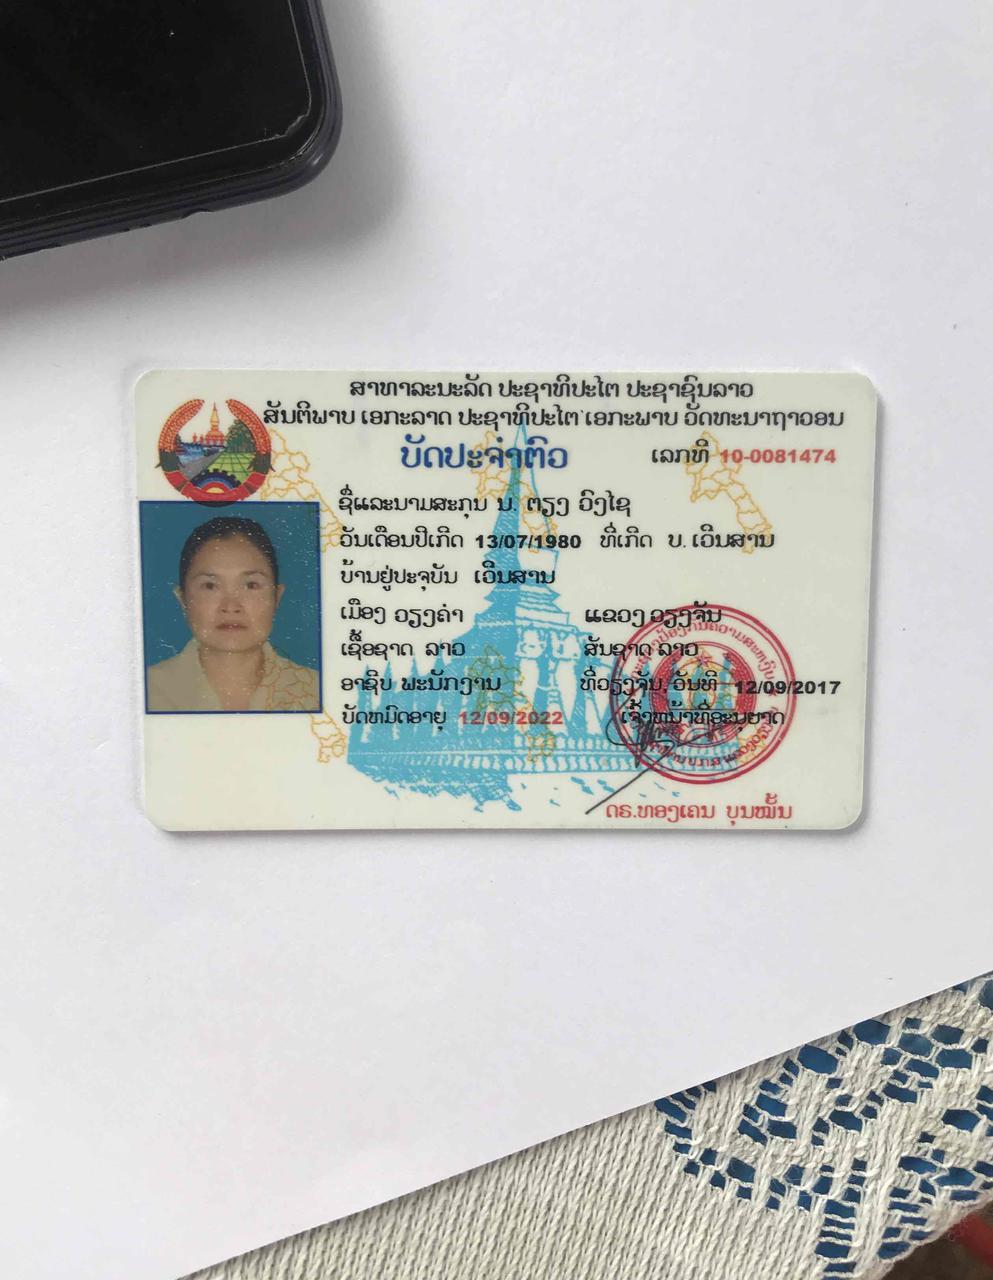 ສາທາລະນະລັດ ປະຊາທິປະໄຕ ປະຊາຊົນລາວ
ສັນຕິພາບ ເອກະລາດ ປະຊາທິປະໄຕ ເອກະພາບ ວັດທະນາຖາວອນ
ບັດປະຈຳຕົວ ເລກທີ 10-0081474
ຊື່ແລະນາມສະກຸນ ນ. ຕຽງ ວົງໄຊ
ວັນເດືອນປີເກີດ 13/07/1980 ທີ່ເກີດ ບ. ເວີນສານ
ບ້ານຢູ່ປະຈຸບັນ ເວີນສານ
ເມືອງ ວຽງຄຳ ແຂວງ ວຽງຈັນ
ເຊື້ອຊາດ ລາວ ສັນຊາດ ລາວ
ອາຊີບ ພະນັກງານ ທີ່ວຽງຈັນ, ວັນທີ 12/09/2017
ບັດຫມົດອາຍຸ 12/09/2022 ເຈົ້າຫນ້າທີ່ອະນຸຍາດ
ດຣ.ທອງເຄນ ບຸນໝັ້ນ